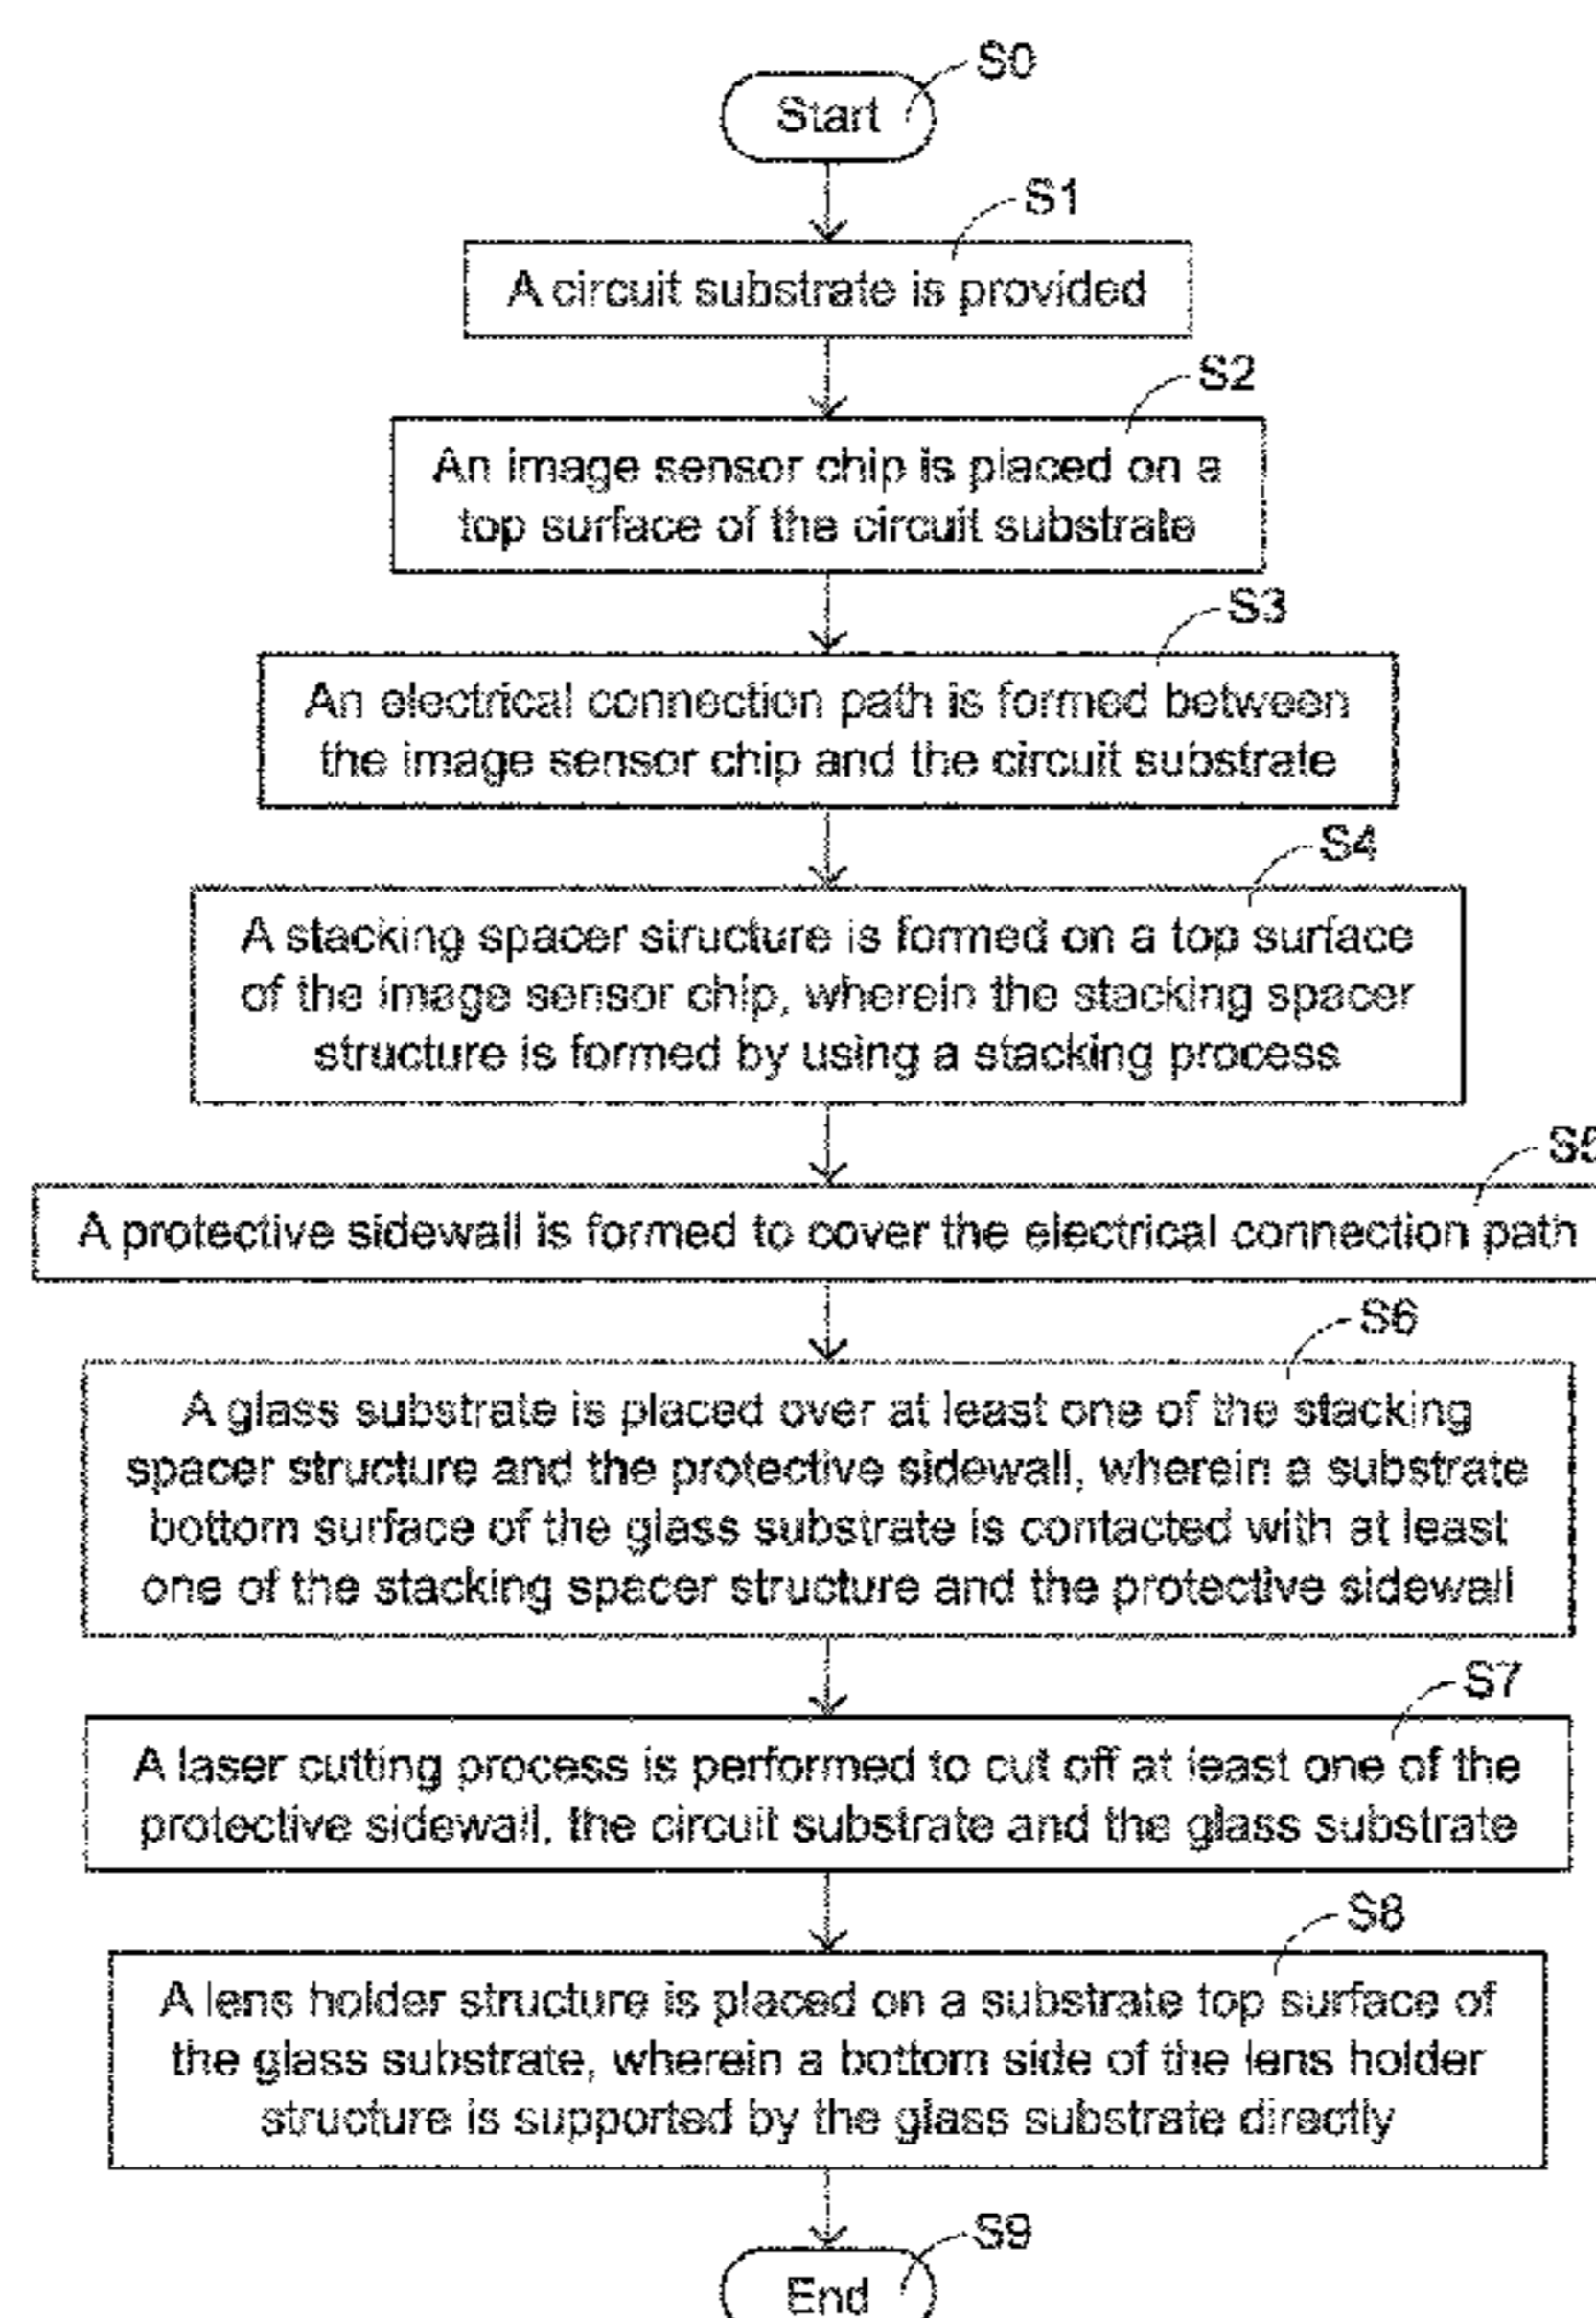 S0
Start
S1
A circuit substrate is provided
S2
An image sensor chip is placed on a
top surface of the circuit substrate
S3
An electrical connection path is formed between
the image sensor chip and the circuit substrate
S4
A stacking spacer structure is formed on a top surface
of the image sensor chip, wherein the stacking spacer
structure is formed by using a stacking process
S5
A protective sidewall is formed to cover the electrical connection path
S6
A glass substrate is placed over at least one of the stacking
spacer structure and the protective sidewall, wherein a substrate
bottom surface of the glass substrate is contacted with at least
one of the stacking spacer structure and the protective sidewall
S7
A laser cutting process is performed to cut off at least one of the
protective sidewall, the circuit substrate and the glass substrate
S8
A lens holder structure is placed on a substrate top surface of
the glass substrate, wherein a bottom side of the lens holder
structure is supported by the glass substrate directly
S9
End